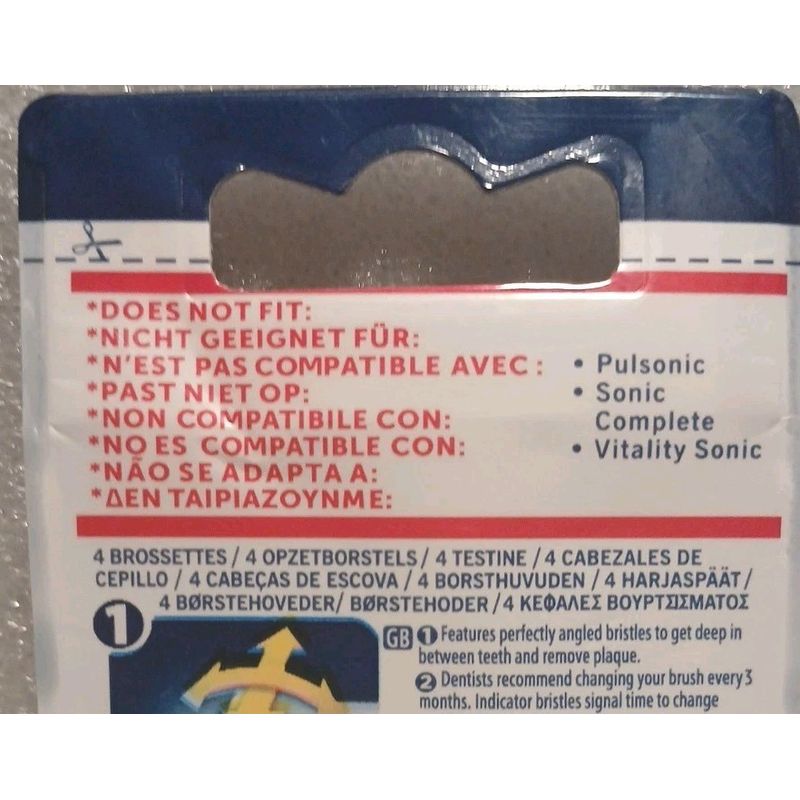 *DOES NOT FIT:
*NICHT GEEIGNET FÜR:
*N'EST PAS COMPATIBLE AVEC :
*PAST NIET OP:
*NON COMPATIBILE CON:
*NO ES COMPATIBLE CON:
*NÃO SE ADAPTA A:
*ΔΕΝ ΤΑΙΡΙΑΖΟΥΝΜΕ:
• Pulsonic
• Sonic
Complete
• Vitality Sonic
4 BROSSETTES / 4 OPZETBORSTELS / 4 TESTINE / 4 CABEZALES DE
CEPILLO / 4 CABEÇAS DE ESCOVA / 4 BORSTHUVUDEN / 4 HARJASPÄÄT /
4 BØRSTEHOVEDER/ BØRSTEHODER / 4 ΚΕΦΑΛΕΣ ΒΟΥΡΤΣΙΣΜΑΤΟΣ
1
GB 1 Features perfectly angled bristles to get deep in
between teeth and remove plaque.
2 Dentists recommend changing your brush every 3
months. Indicator bristles signal time to change